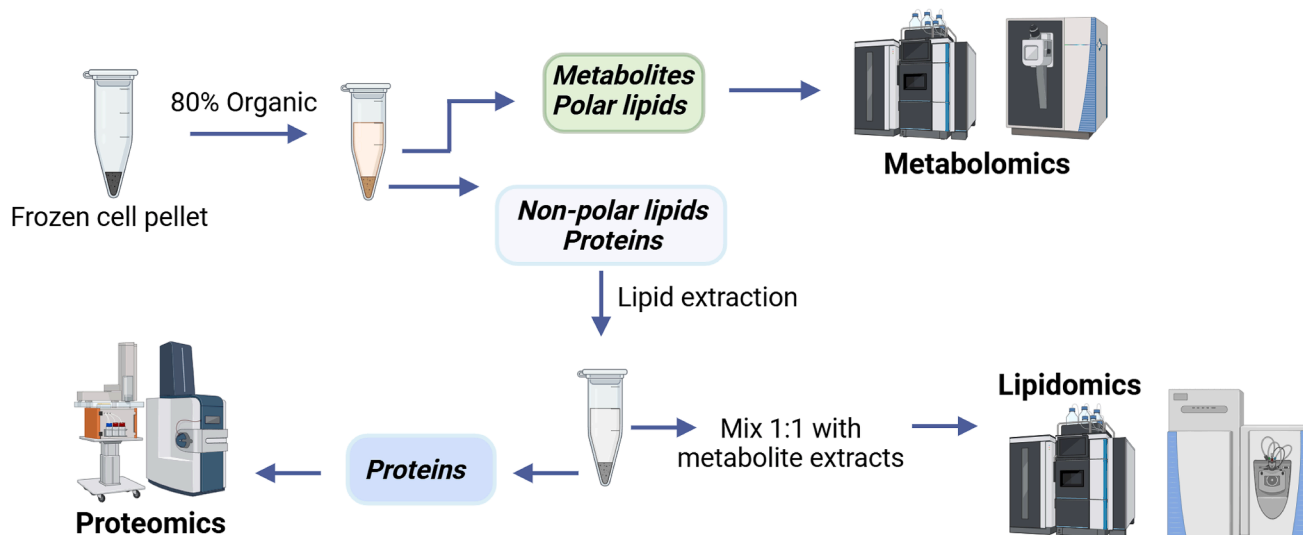 80% Organic
Frozen cell pellet
Metabolites
Polar lipids
Metabolomics
Non-polar lipids
Proteins
Lipid extraction
Lipidomics
Mix 1:1 with
metabolite extracts
Proteins
Proteomics